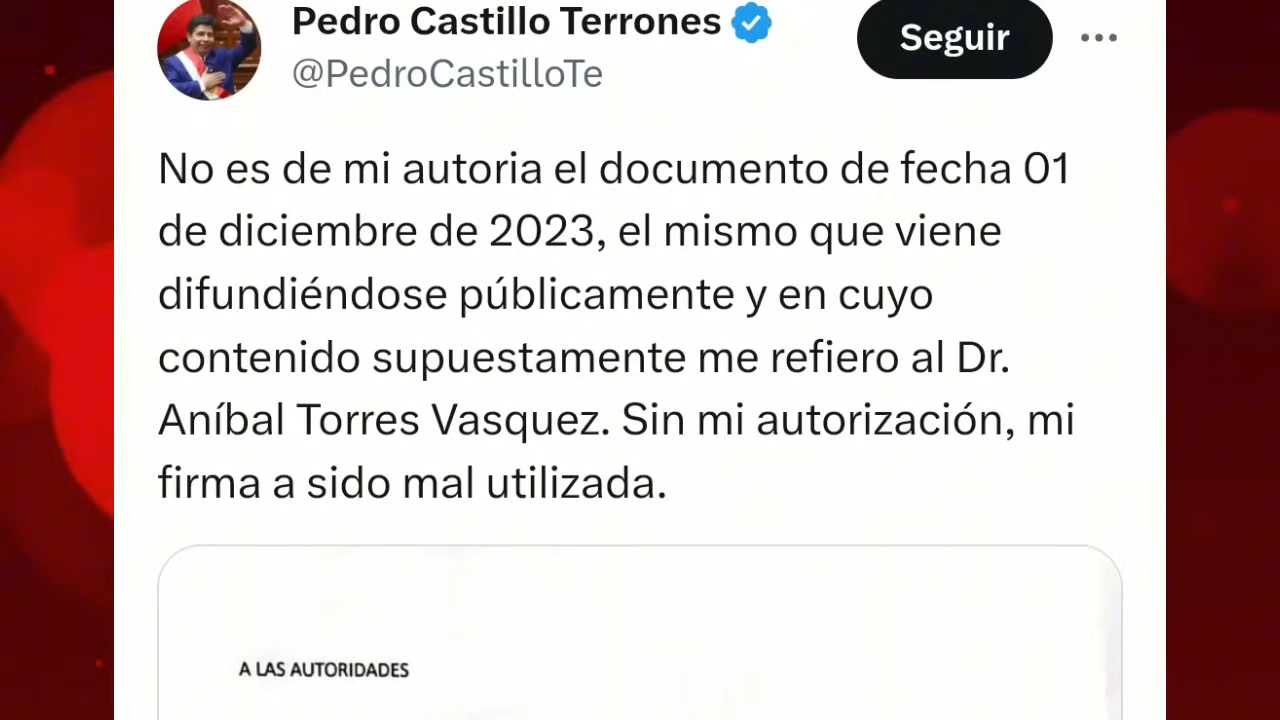 Pedro Castillo Terrones
Seguir
@PedroCastilloTe
No es de mi autoria el documento de fecha 01
de diciembre de 2023, el mismo que viene
difundiéndose públicamente y en cuyo
contenido supuestamente me refiero al Dr.
Aníbal Torres Vasquez. Sin mi autorización, mi
firma a sido mal utilizada.
A LAS AUTORIDADES